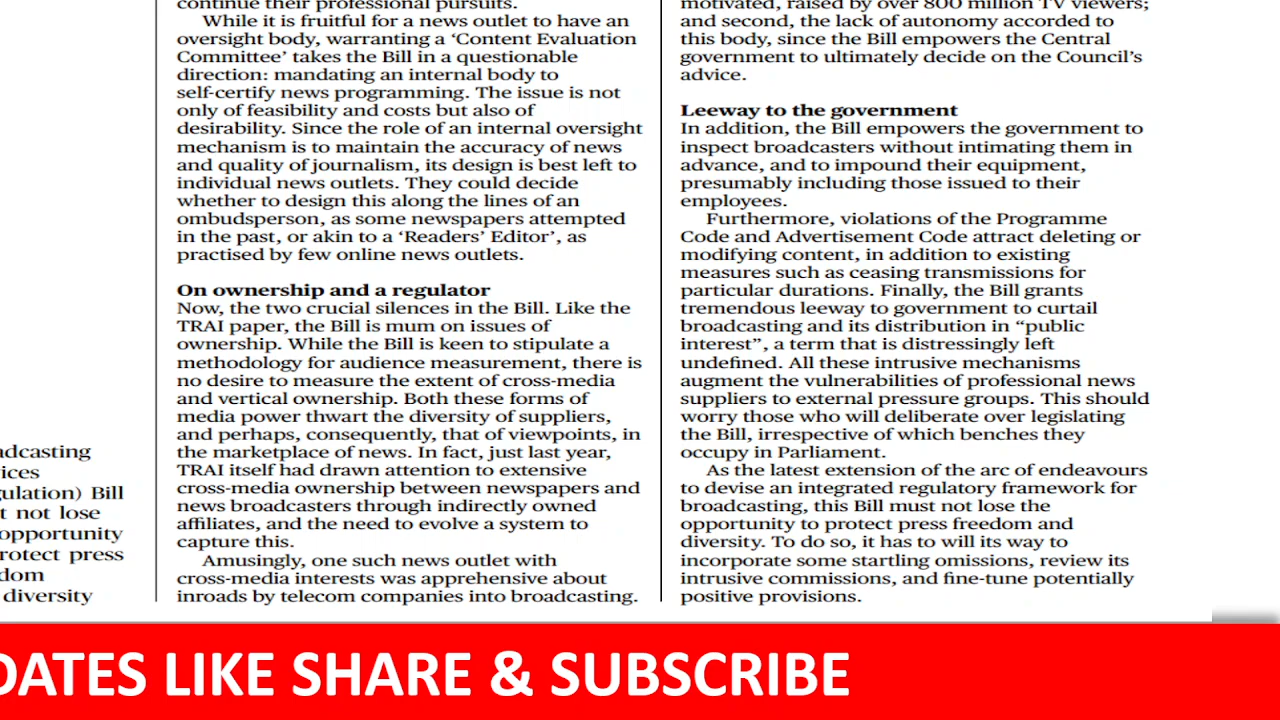 continue their professional pursuits.
While it is fruitful for a news outlet to have an
oversight body, warranting a ‘Content Evaluation
Committee’ takes the Bill in a questionable
direction: mandating an internal body to
self-certify news programming. The issue is not
only of feasibility and costs but also of
desirability. Since the role of an internal oversight
mechanism is to maintain the accuracy of news
and quality of journalism, its design is best left to
individual news outlets. They could decide
whether to design this along the lines of an
ombudsperson, as some newspapers attempted
in the past, or akin to a ‘Readers’ Editor’, as
practised by few online news outlets.
On ownership and a regulator
Now, the two crucial silences in the Bill. Like the
TRAI paper, the Bill is mum on issues of
ownership. While the Bill is keen to stipulate a
methodology for audience measurement, there is
no desire to measure the extent of cross-media
and vertical ownership. Both these forms of
media power thwart the diversity of suppliers,
and perhaps, consequently, that of viewpoints, in
the marketplace of news. In fact, just last year,
TRAI itself had drawn attention to extensive
cross-media ownership between newspapers and
news broadcasters through indirectly owned
affiliates, and the need to evolve a system to
capture this.
Amusingly, one such news outlet with
cross-media interests was apprehensive about
inroads by telecom companies into broadcasting.
motivated, raised by over 800 million TV viewers;
and second, the lack of autonomy accorded to
this body, since the Bill empowers the Central
government to ultimately decide on the Council’s
advice.
Leeway to the government
In addition, the Bill empowers the government to
inspect broadcasters without intimating them in
advance, and to impound their equipment,
presumably including those issued to their
employees.
Furthermore, violations of the Programme
Code and Advertisement Code attract deleting or
modifying content, in addition to existing
measures such as ceasing transmissions for
particular durations. Finally, the Bill grants
tremendous leeway to government to curtail
broadcasting and its distribution in “public
interest”, a term that is distressingly left
undefined. All these intrusive mechanisms
augment the vulnerabilities of professional news
suppliers to external pressure groups. This should
worry those who will deliberate over legislating
the Bill, irrespective of which benches they
occupy in Parliament.
As the latest extension of the arc of endeavours
to devise an integrated regulatory framework for
broadcasting, this Bill must not lose the
opportunity to protect press freedom and
diversity. To do so, it has to will its way to
incorporate some startling omissions, review its
intrusive commissions, and fine-tune potentially
positive provisions.
adcasting
ices
gulation) Bill
t not lose
opportunity
rotect press
dom
diversity
DATES LIKE SHARE & SUBSCRIBE